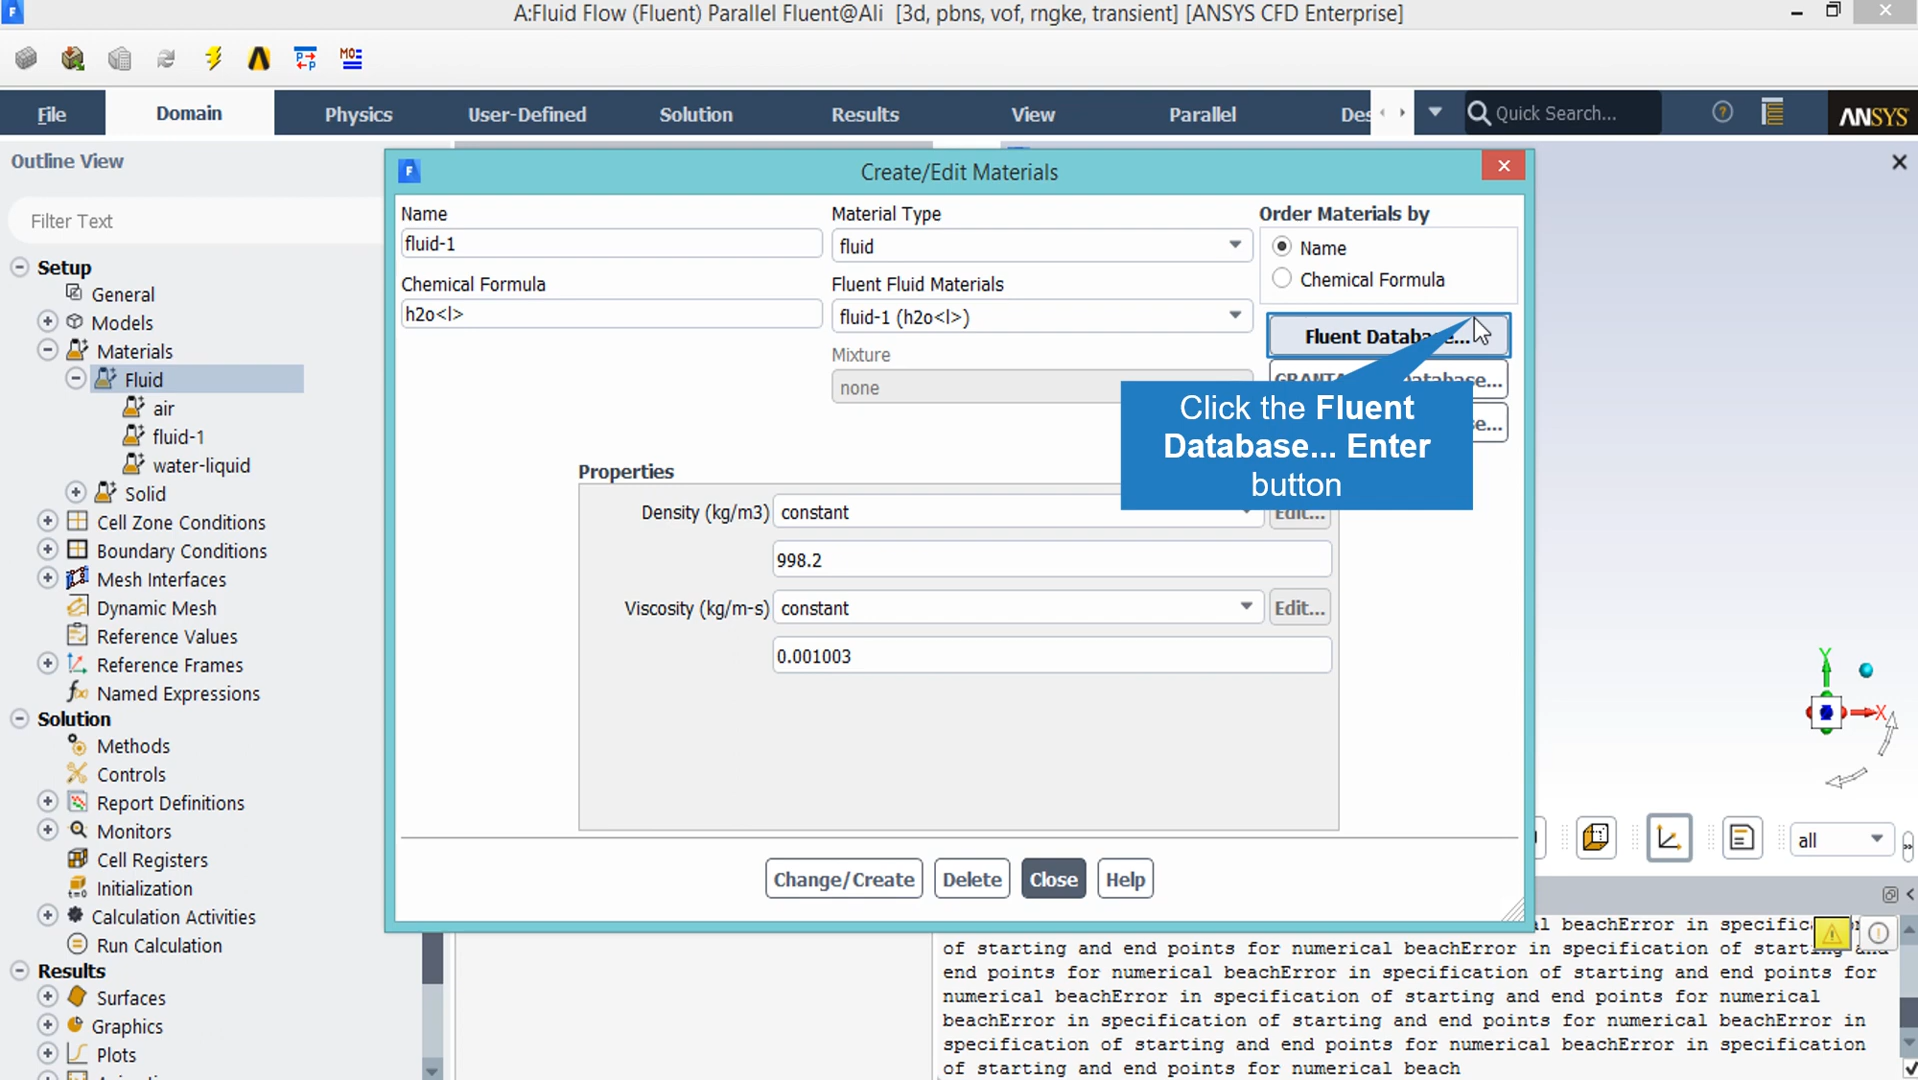 A:Fluid Flow (Fluent) Parallel Fluent@Ali [3d, pbns, vof, rngke, transient] [ANSYS CFD Enterprise]
File
Domain
Physics
User-Defined
Solution
Results
View
Parallel
Des
Quick Search...
ANSYS
Outline View
Filter Text
Setup
General
Models
Materials
Fluid
air
fluid-1
water-liquid
Solid
Cell Zone Conditions
Boundary Conditions
Mesh Interfaces
Dynamic Mesh
Reference Values
Reference Frames
Named Expressions
Solution
Methods
Controls
Report Definitions
Monitors
Cell Registers
Initialization
Calculation Activities
Run Calculation
Results
Surfaces
Graphics
Plots
Create/Edit Materials
Name
fluid-1
Chemical Formula
h2o<l>
Material Type
fluid
Fluent Fluid Materials
fluid-1 (h2o<l>)
Mixture
none
Order Materials by
Name
Chemical Formula
Fluent Database...
Click the Fluent
Database... Enter
button
Properties
Density (kg/m3)
constant
Edit...
998.2
Viscosity (kg/m-s)
constant
Edit...
0.001003
Change/Create
Delete
Close
Help
Y
X
all
al beachError in specific
of starting and end points for numerical beachError in specification of starting and
end points for numerical beachError in specification of starting and end points for
numerical beachError in specification of starting and end points for numerical
beachError in specification of starting and end points for numerical beachError in
specification of starting and end points for numerical beachError in specification
of starting and end points for numerical beach